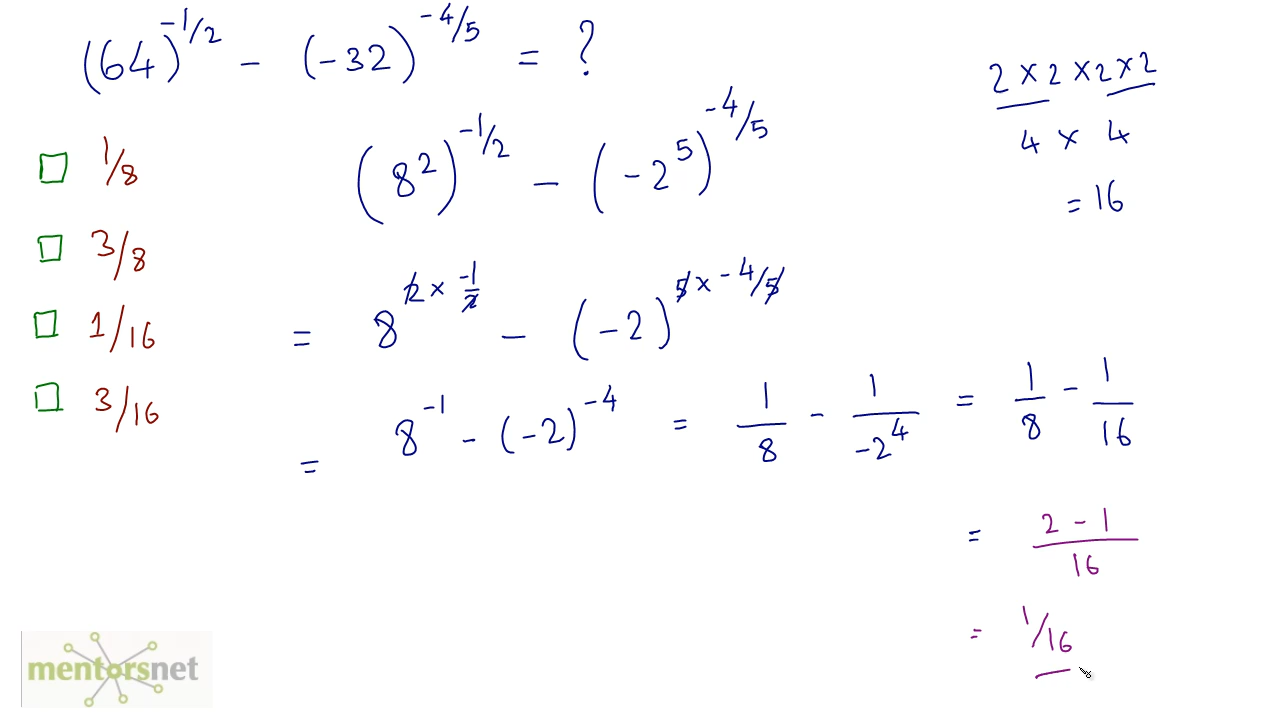 (64)^{-1/2} - (-32)^{-4/5} = ?
2 × 2 × 2 × 2
4 × 4
= 16
□ 1/8
□ 3/8
□ 1/16
□ 3/16
(8^2)^{-1/2} - (-2^5)^{-4/5}
= 8^{2 × -1/2} - (-2)^{5 × -4/5}
= 8^{-1} - (-2)^{-4} = 1/8 - 1/-2^4 = 1/8 - 1/16
= 2 - 1/16
= 1/16
mentorsnet